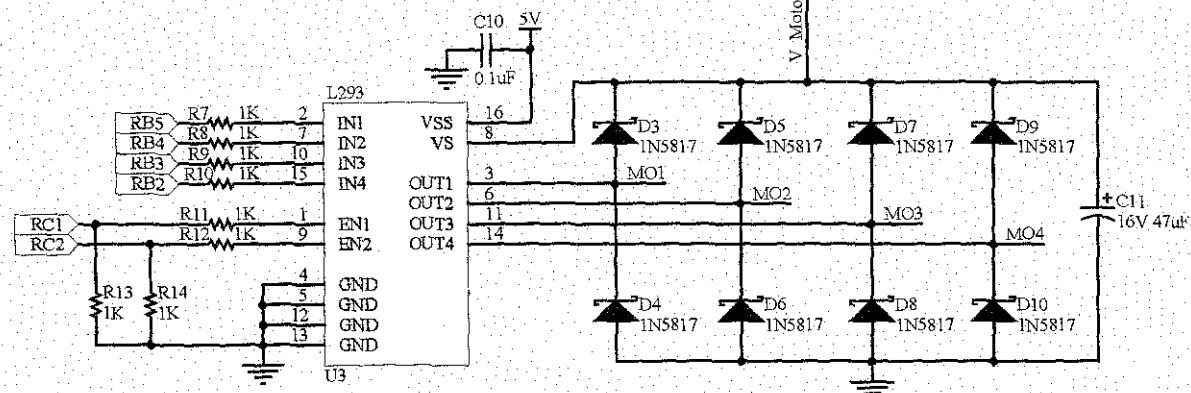 V_Moto
C10
5V
0.1uF
L293
RB5 R7 1K 2 IN1 VSS 16
RB4 R8 1K 7 IN2 VS 8
RB3 R9 1K 10 IN3
RB2 R10 1K 15 IN4 OUT1 3 MO1
OUT2 6 MO2
RC1 R11 1K 1 EN1 OUT3 11 MO3
RC2 R12 1K 9 EN2 OUT4 14 MO4
D3 D5 D7 D9
1N5817 1N5817 1N5817 1N5817
C11
16V 47uF
4 GND
R13 R14 5 GND
1K 1K 12 GND
13 GND
D4 D6 D8 D10
1N5817 1N5817 1N5817 1N5817
U3